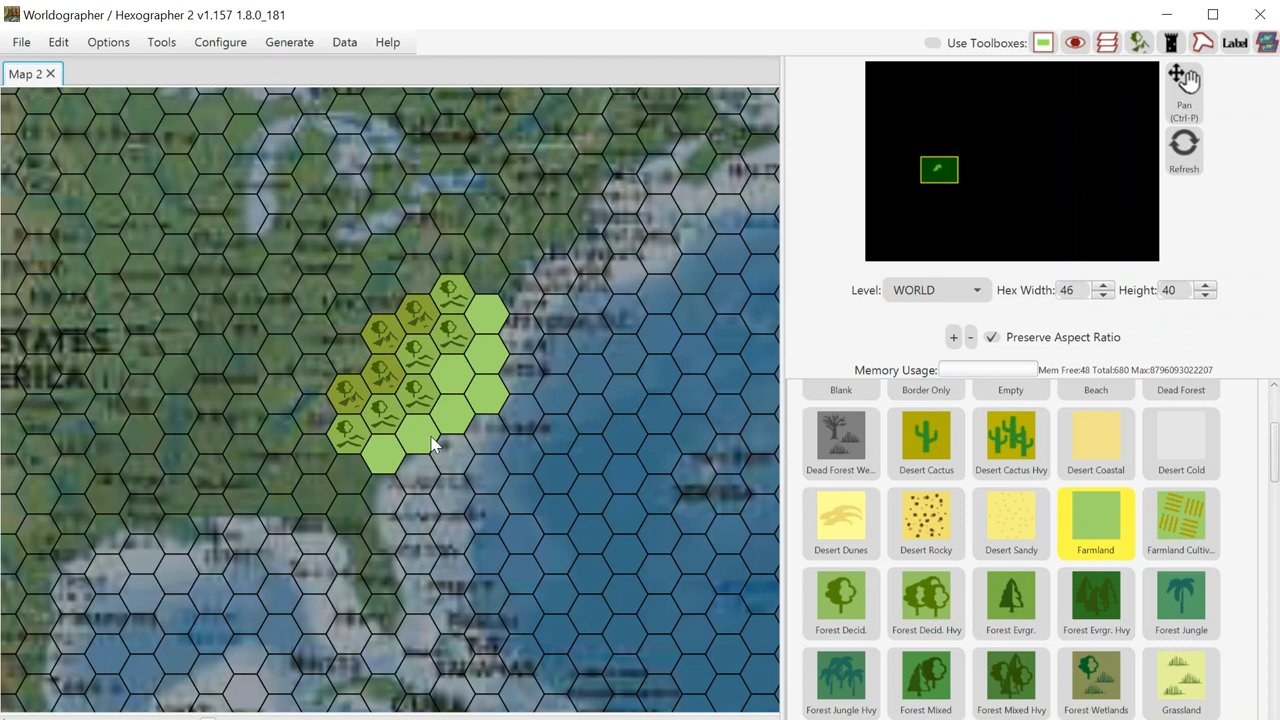 Worldographer / Hexographer 2 v1.157 1.8.0_181
File Edit Options Tools Configure Generate Data Help
Use Toolboxes: Label
Map 2
Pan
(Ctrl-P)
Refresh
STATES
Level: WORLD Hex Width: 46 Height: 40
+ - Preserve Aspect Ratio
Memory Usage: Mem Free:48 Total:680 Max:8796093022207
Blank Border Only Empty Beach Dead Forest
Dead Forest We... Desert Cactus Desert Cactus Hvy Desert Coastal Desert Cold
Desert Dunes Desert Rocky Desert Sandy Farmland Farmland Cultiv...
Forest Decid. Forest Decid. Hvy Forest Evrgr. Forest Evrgr. Hvy Forest Jungle
Forest Jungle Hvy Forest Mixed Forest Mixed Hvy Forest Wetlands Grassland